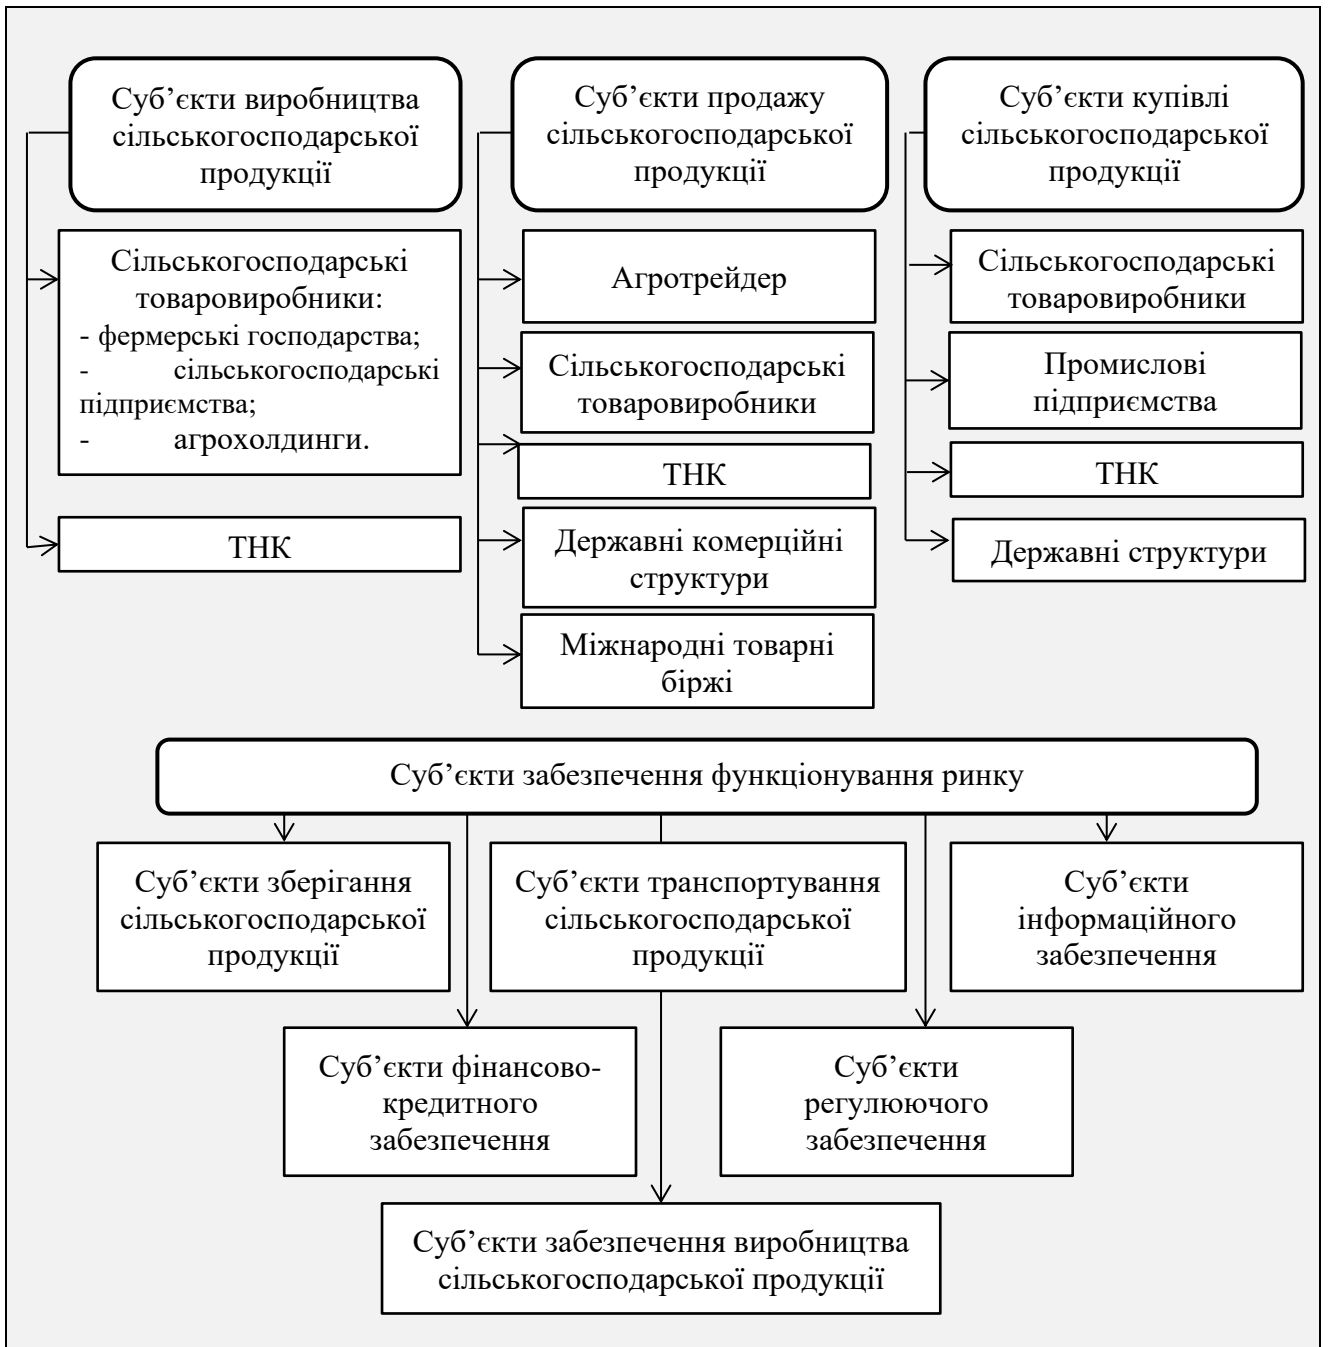 Суб’єкти виробництва
сільськогосподарської
продукції
Сільськогосподарські
товаровиробники:
- фермерські господарства;
- сільськогосподарські
підприємства;
- агрохолдинги.
ТНК
Суб’єкти продажу
сільськогосподарської
продукції
Агротрейдер
Сільськогосподарські
товаровиробники
ТНК
Державні комерційні
структури
Міжнародні товарні
біржі
Суб’єкти купівлі
сільськогосподарської
продукції
Сільськогосподарські
товаровиробники
Промислові
підприємства
ТНК
Державні структури
Суб’єкти забезпечення функціонування ринку
Суб’єкти зберігання
сільськогосподарської
продукції
Суб’єкти транспортування
сільськогосподарської
продукції
Суб’єкти
інформаційного
забезпечення
Суб’єкти фінансово-
кредитного
забезпечення
Суб’єкти
регулюючого
забезпечення
Суб’єкти забезпечення виробництва
сільськогосподарської продукції